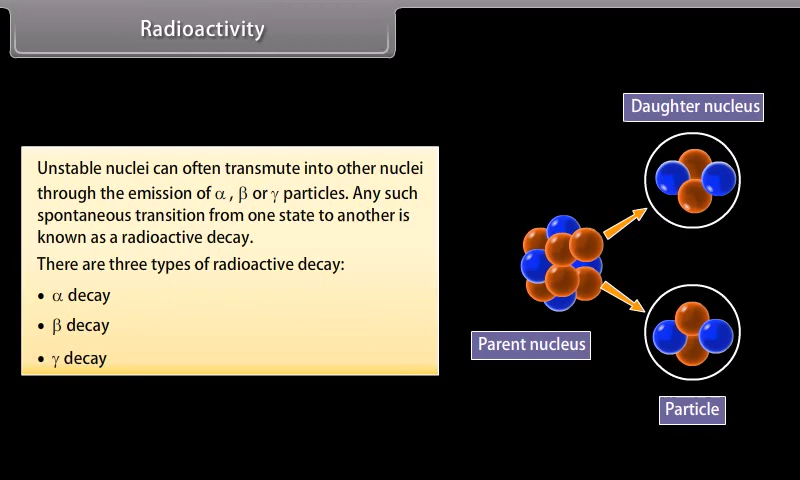 Radioactivity
Unstable nuclei can often transmute into other nuclei
through the emission of α , β or γ particles. Any such
spontaneous transition from one state to another is
known as a radioactive decay.
There are three types of radioactive decay:
• α decay
• β decay
• γ decay
Daughter nucleus
Parent nucleus
Particle